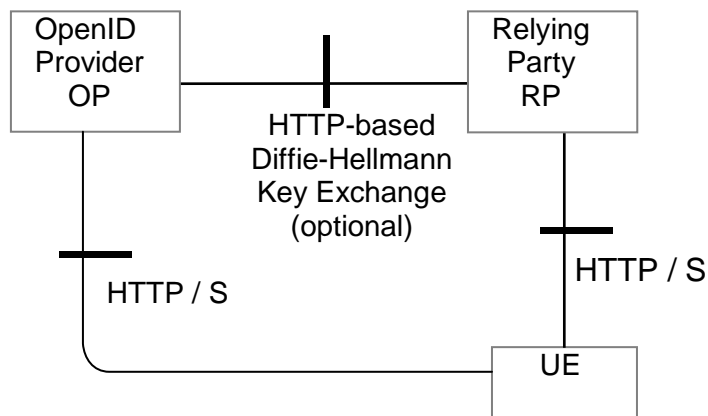 OpenID
Provider
OP
Relying
Party
RP
HTTP-based
Diffie-Hellmann
Key Exchange
(optional)
HTTP / S
HTTP / S
UE